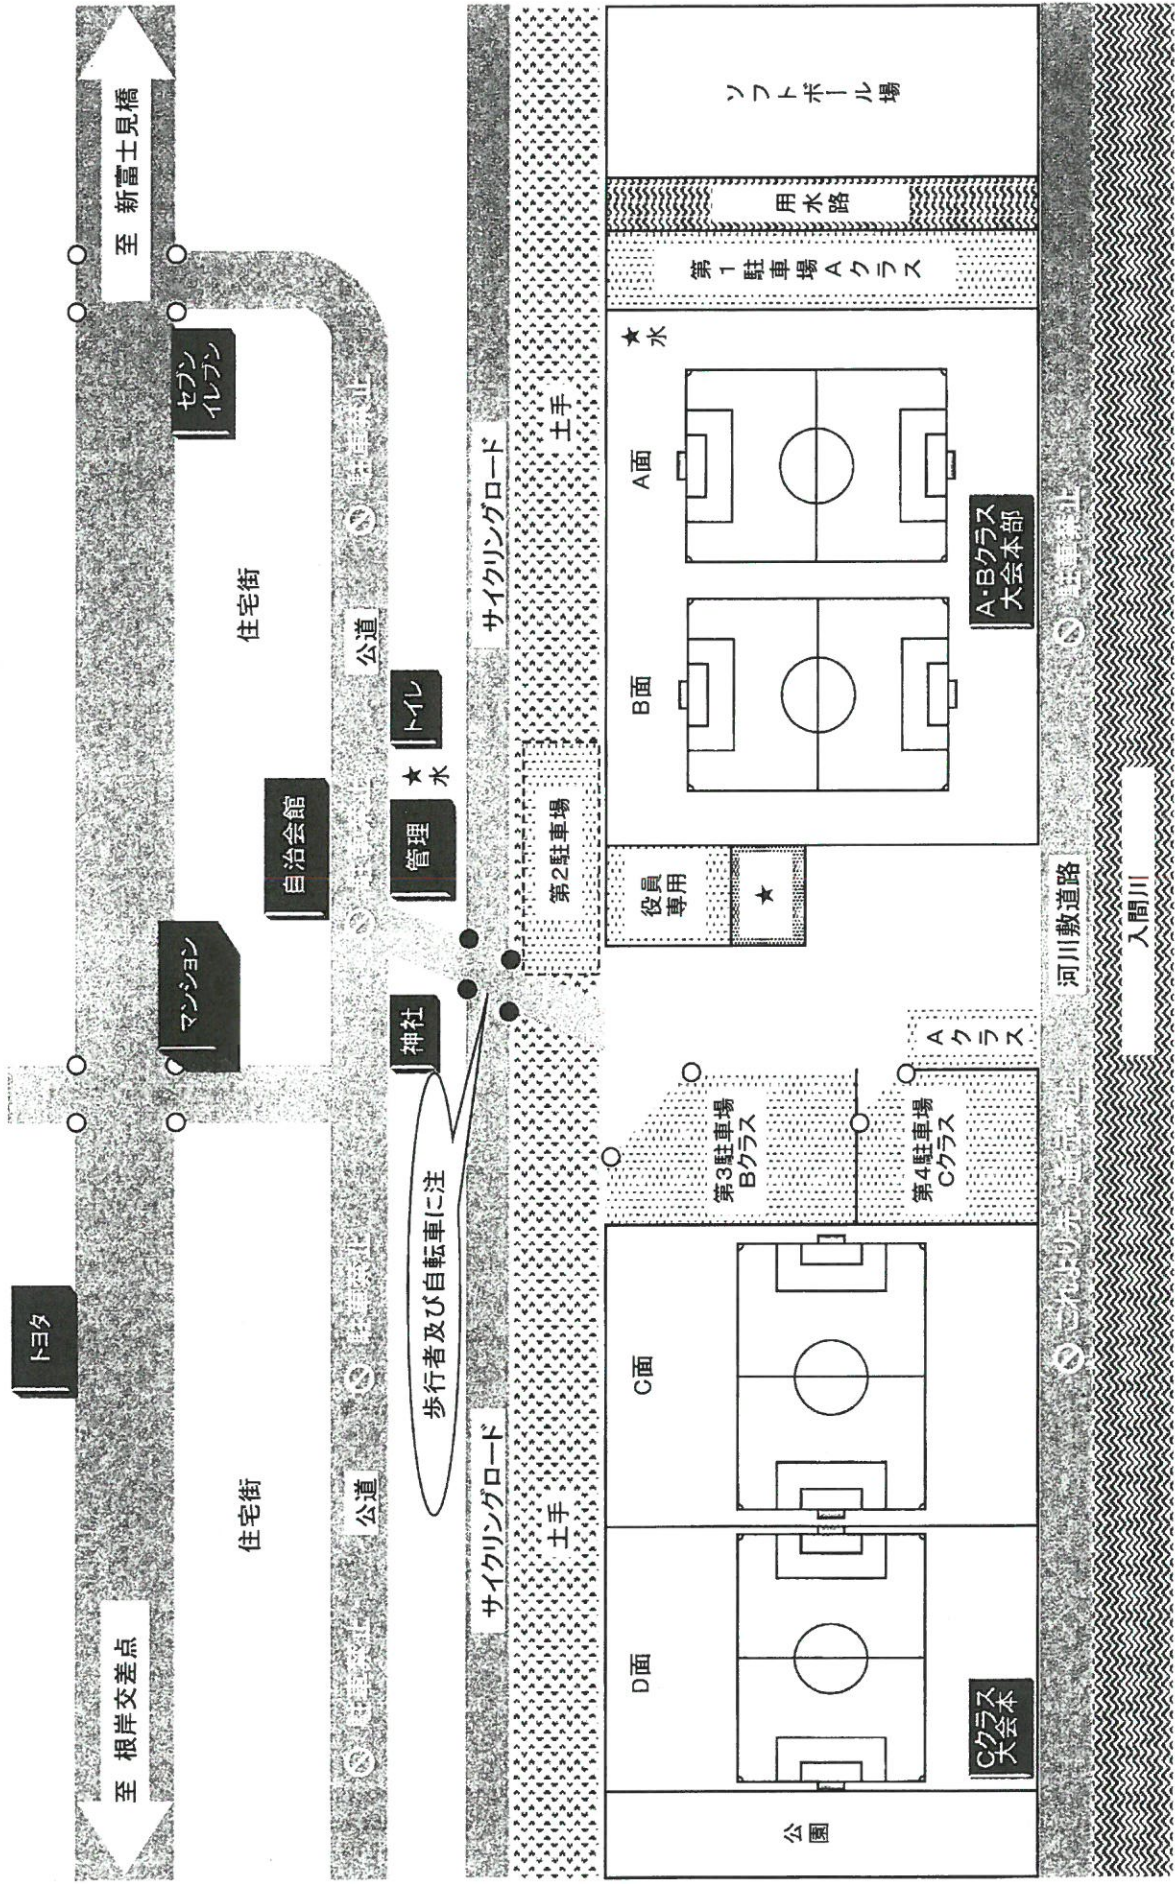 トヨタ
至 根岸交差点
至 新富士見橋
マンション
セブン
イレブン
住宅街
住宅街
自治会館
公道
駐車禁止
駐車禁止
公道
駐車禁止
神社
管理
★
水
トイレ
歩行者及び自転車に注
サイクリングロード
サイクリングロード
土手
第2駐車場
土手
公園
D面
Cクラス
大会本
C面
第3駐車場
Bクラス
第4駐車場
Cクラス
Aクラス
役員
専用
★
B面
A面
A・Bクラス
大会本部
★
水
第1駐車場Aクラス
用水路
ソフトボール場
これより先
河川敷道路
駐車禁止
入間川